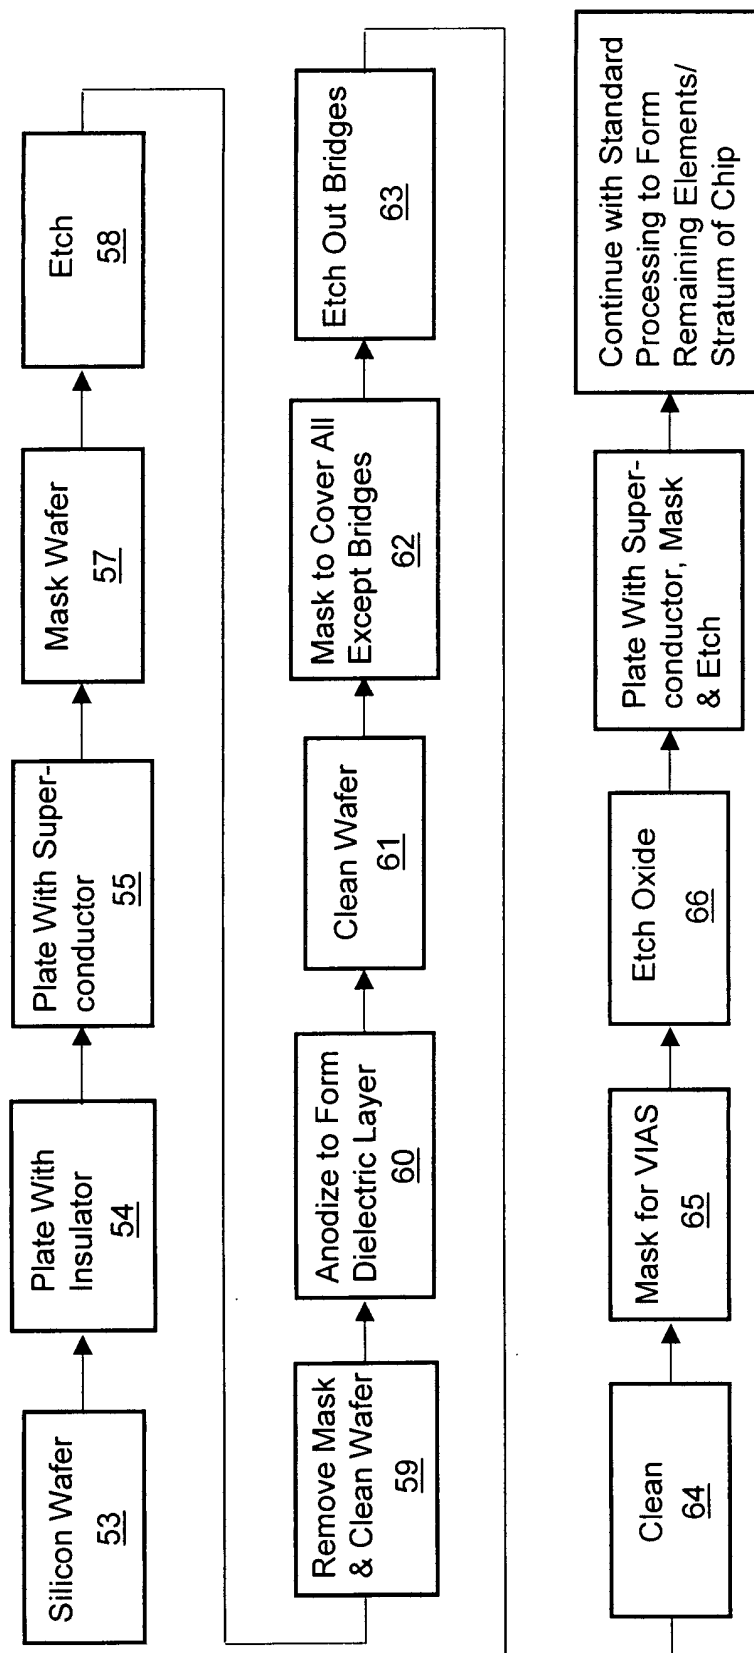 Silicon Wafer
53
Plate With
Insulator
54
Plate With Super-
conductor
55
Mask Wafer
57
Etch
58
Remove Mask
& Clean Wafer
59
Anodize to Form
Dielectric Layer
60
Clean Wafer
61
Mask to Cover All
Except Bridges
62
Etch Out Bridges
63
Clean
64
Mask for VIAS
65
Etch Oxide
66
Plate With Super-
conductor, Mask
& Etch
Continue with Standard
Processing to Form
Remaining Elements/
Stratum of Chip